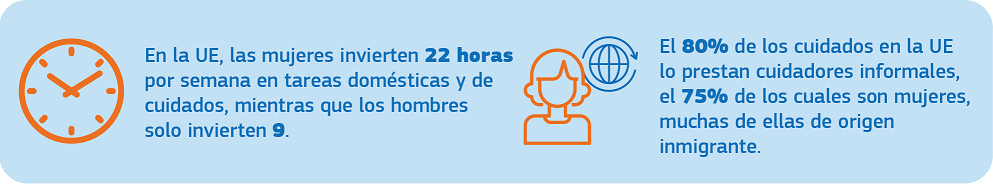 En la UE, las mujeres invierten 22 horas
por semana en tareas domésticas y de
cuidados, mientras que los hombres
solo invierten 9.
El 80% de los cuidados en la UE
lo prestan cuidadores informales,
el 75% de los cuales son mujeres,
muchas de ellas de origen
inmigrante.